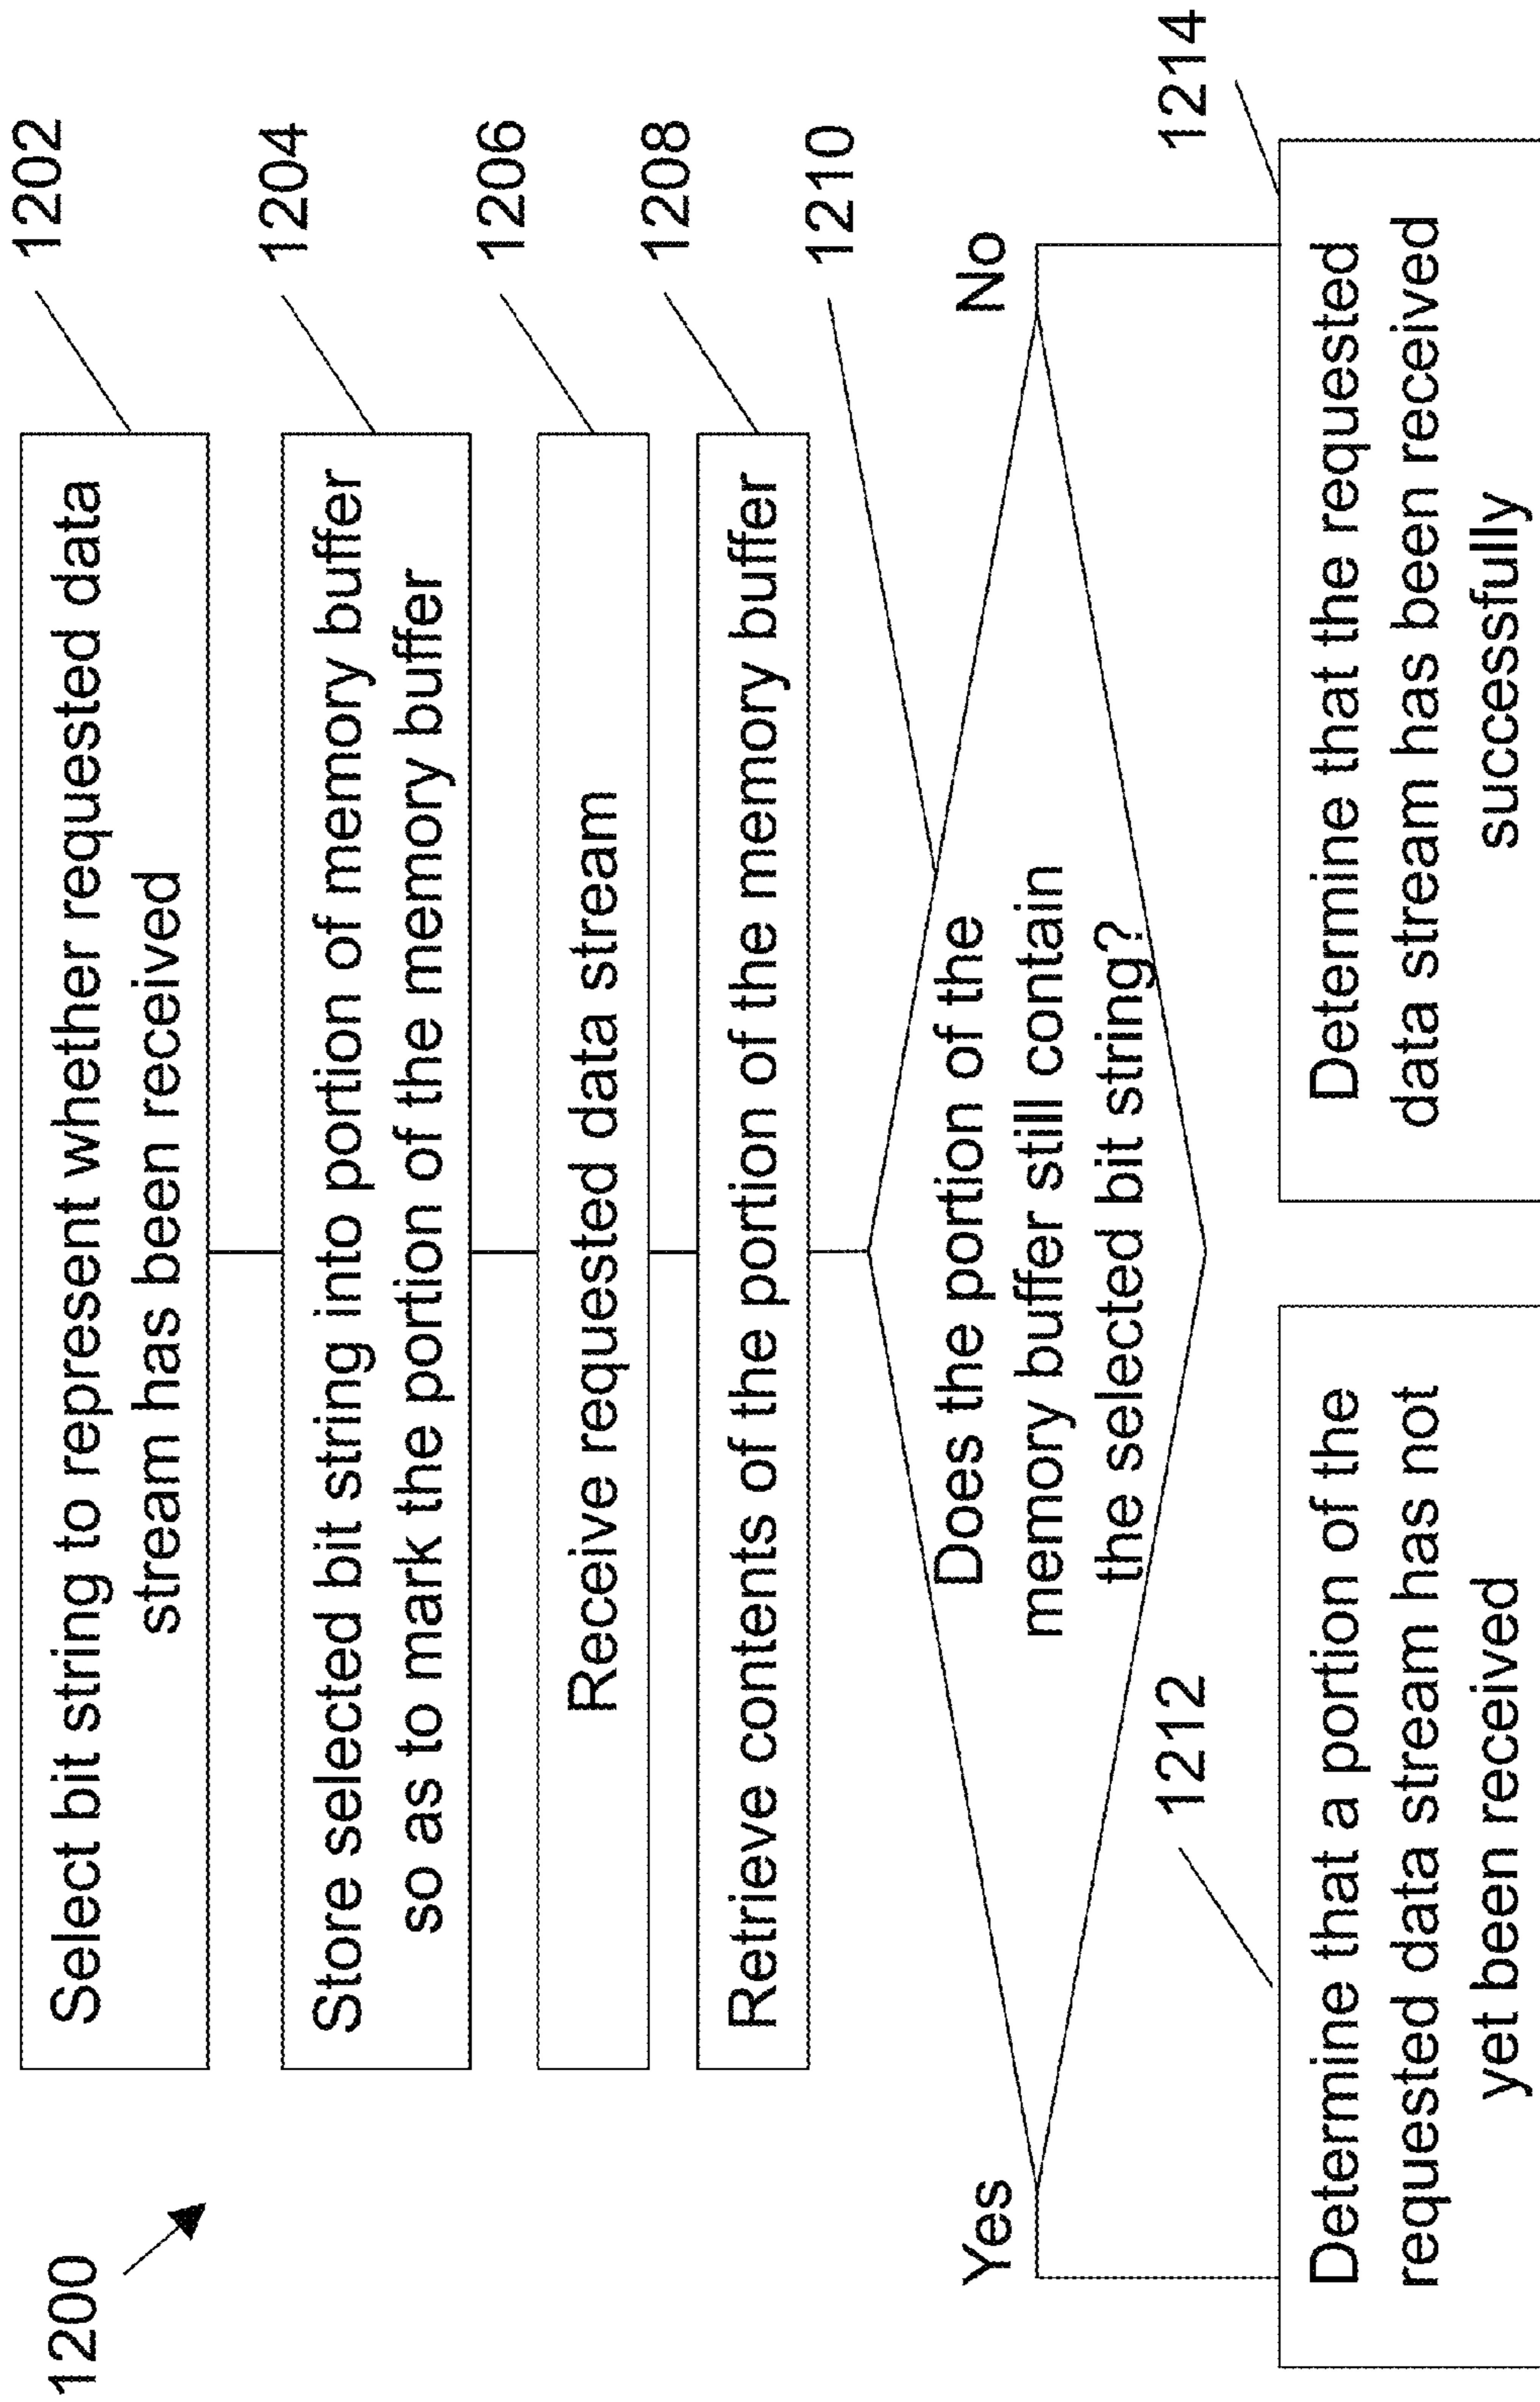 1200
Select bit string to represent whether requested data
stream has been received
1202
Store selected bit string into portion of memory buffer
so as to mark the portion of the memory buffer
1204
Receive requested data stream
1206
Retrieve contents of the portion of the memory buffer
1208
Does the portion of the
memory buffer still contain
the selected bit string?
1210
Yes
No
1212
Determine that a portion of the
requested data stream has not
yet been received
1214
Determine that the requested
data stream has been received
successfully